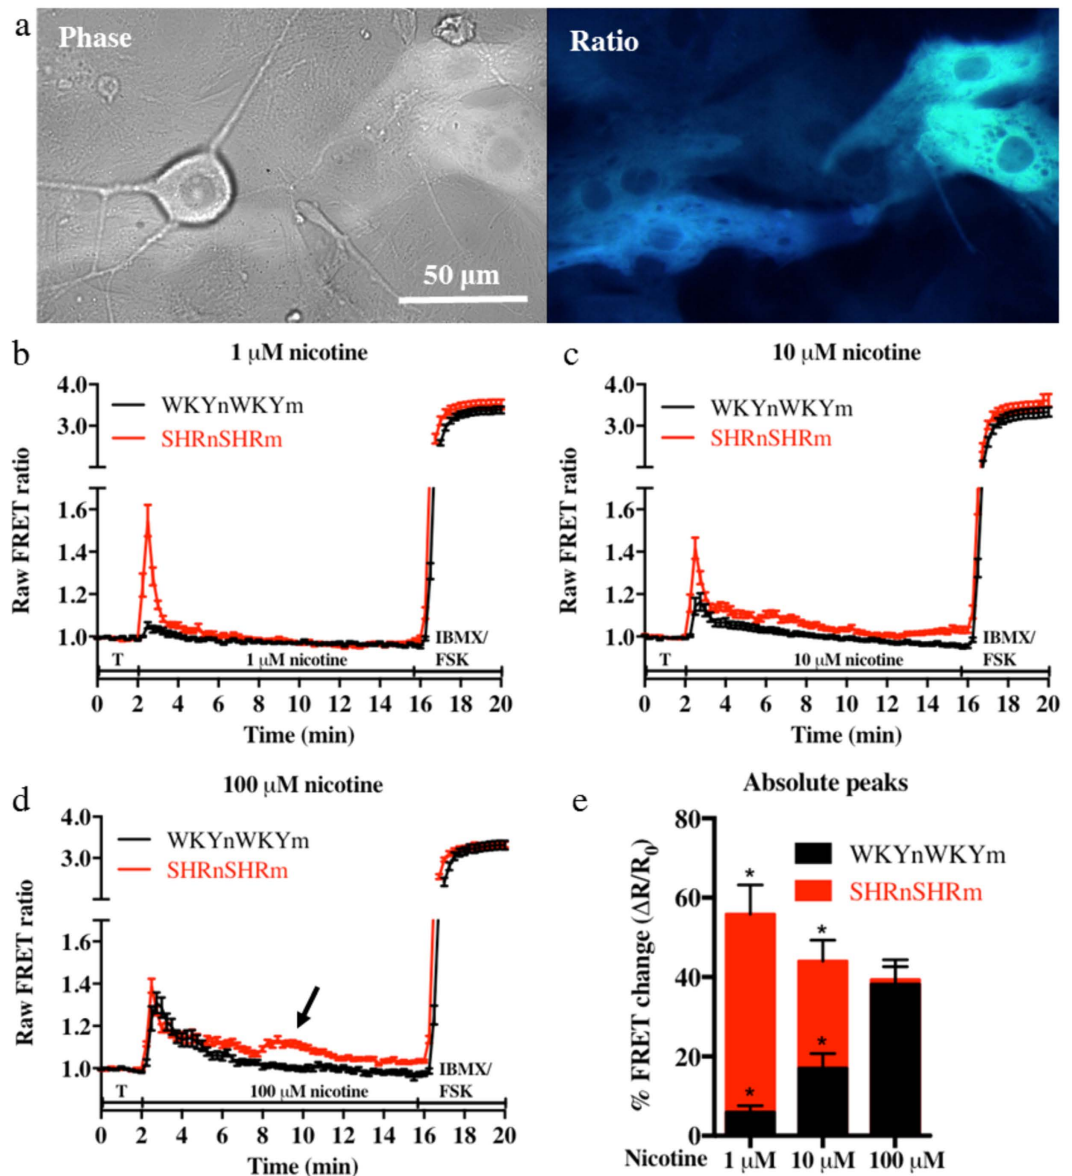 a
Phase
Ratio
50 μm
b
1 μM nicotine
4.0
3.0
1.6
1.4
1.2
1.0
Raw FRET ratio
WKYnWKYm
SHRnSHRm
IBMX/
T
1 μM nicotine
FSK
0 2 4 6 8 10 12 14 16 18 20
Time (min)
c
10 μM nicotine
4.0
3.0
1.6
1.4
1.2
1.0
Raw FRET ratio
WKYnWKYm
SHRnSHRm
IBMX/
T
10 μM nicotine
FSK
0 2 4 6 8 10 12 14 16 18 20
Time (min)
d
100 μM nicotine
4.0
3.0
1.6
1.4
1.2
1.0
Raw FRET ratio
WKYnWKYm
SHRnSHRm
IBMX/
T
100 μM nicotine
FSK
0 2 4 6 8 10 12 14 16 18 20
Time (min)
e
Absolute peaks
80
60
40
20
0
% FRET change (ΔR/R0)
WKYnWKYm
SHRnSHRm
*
*
*
*
Nicotine 1 μM 10 μM 100 μM